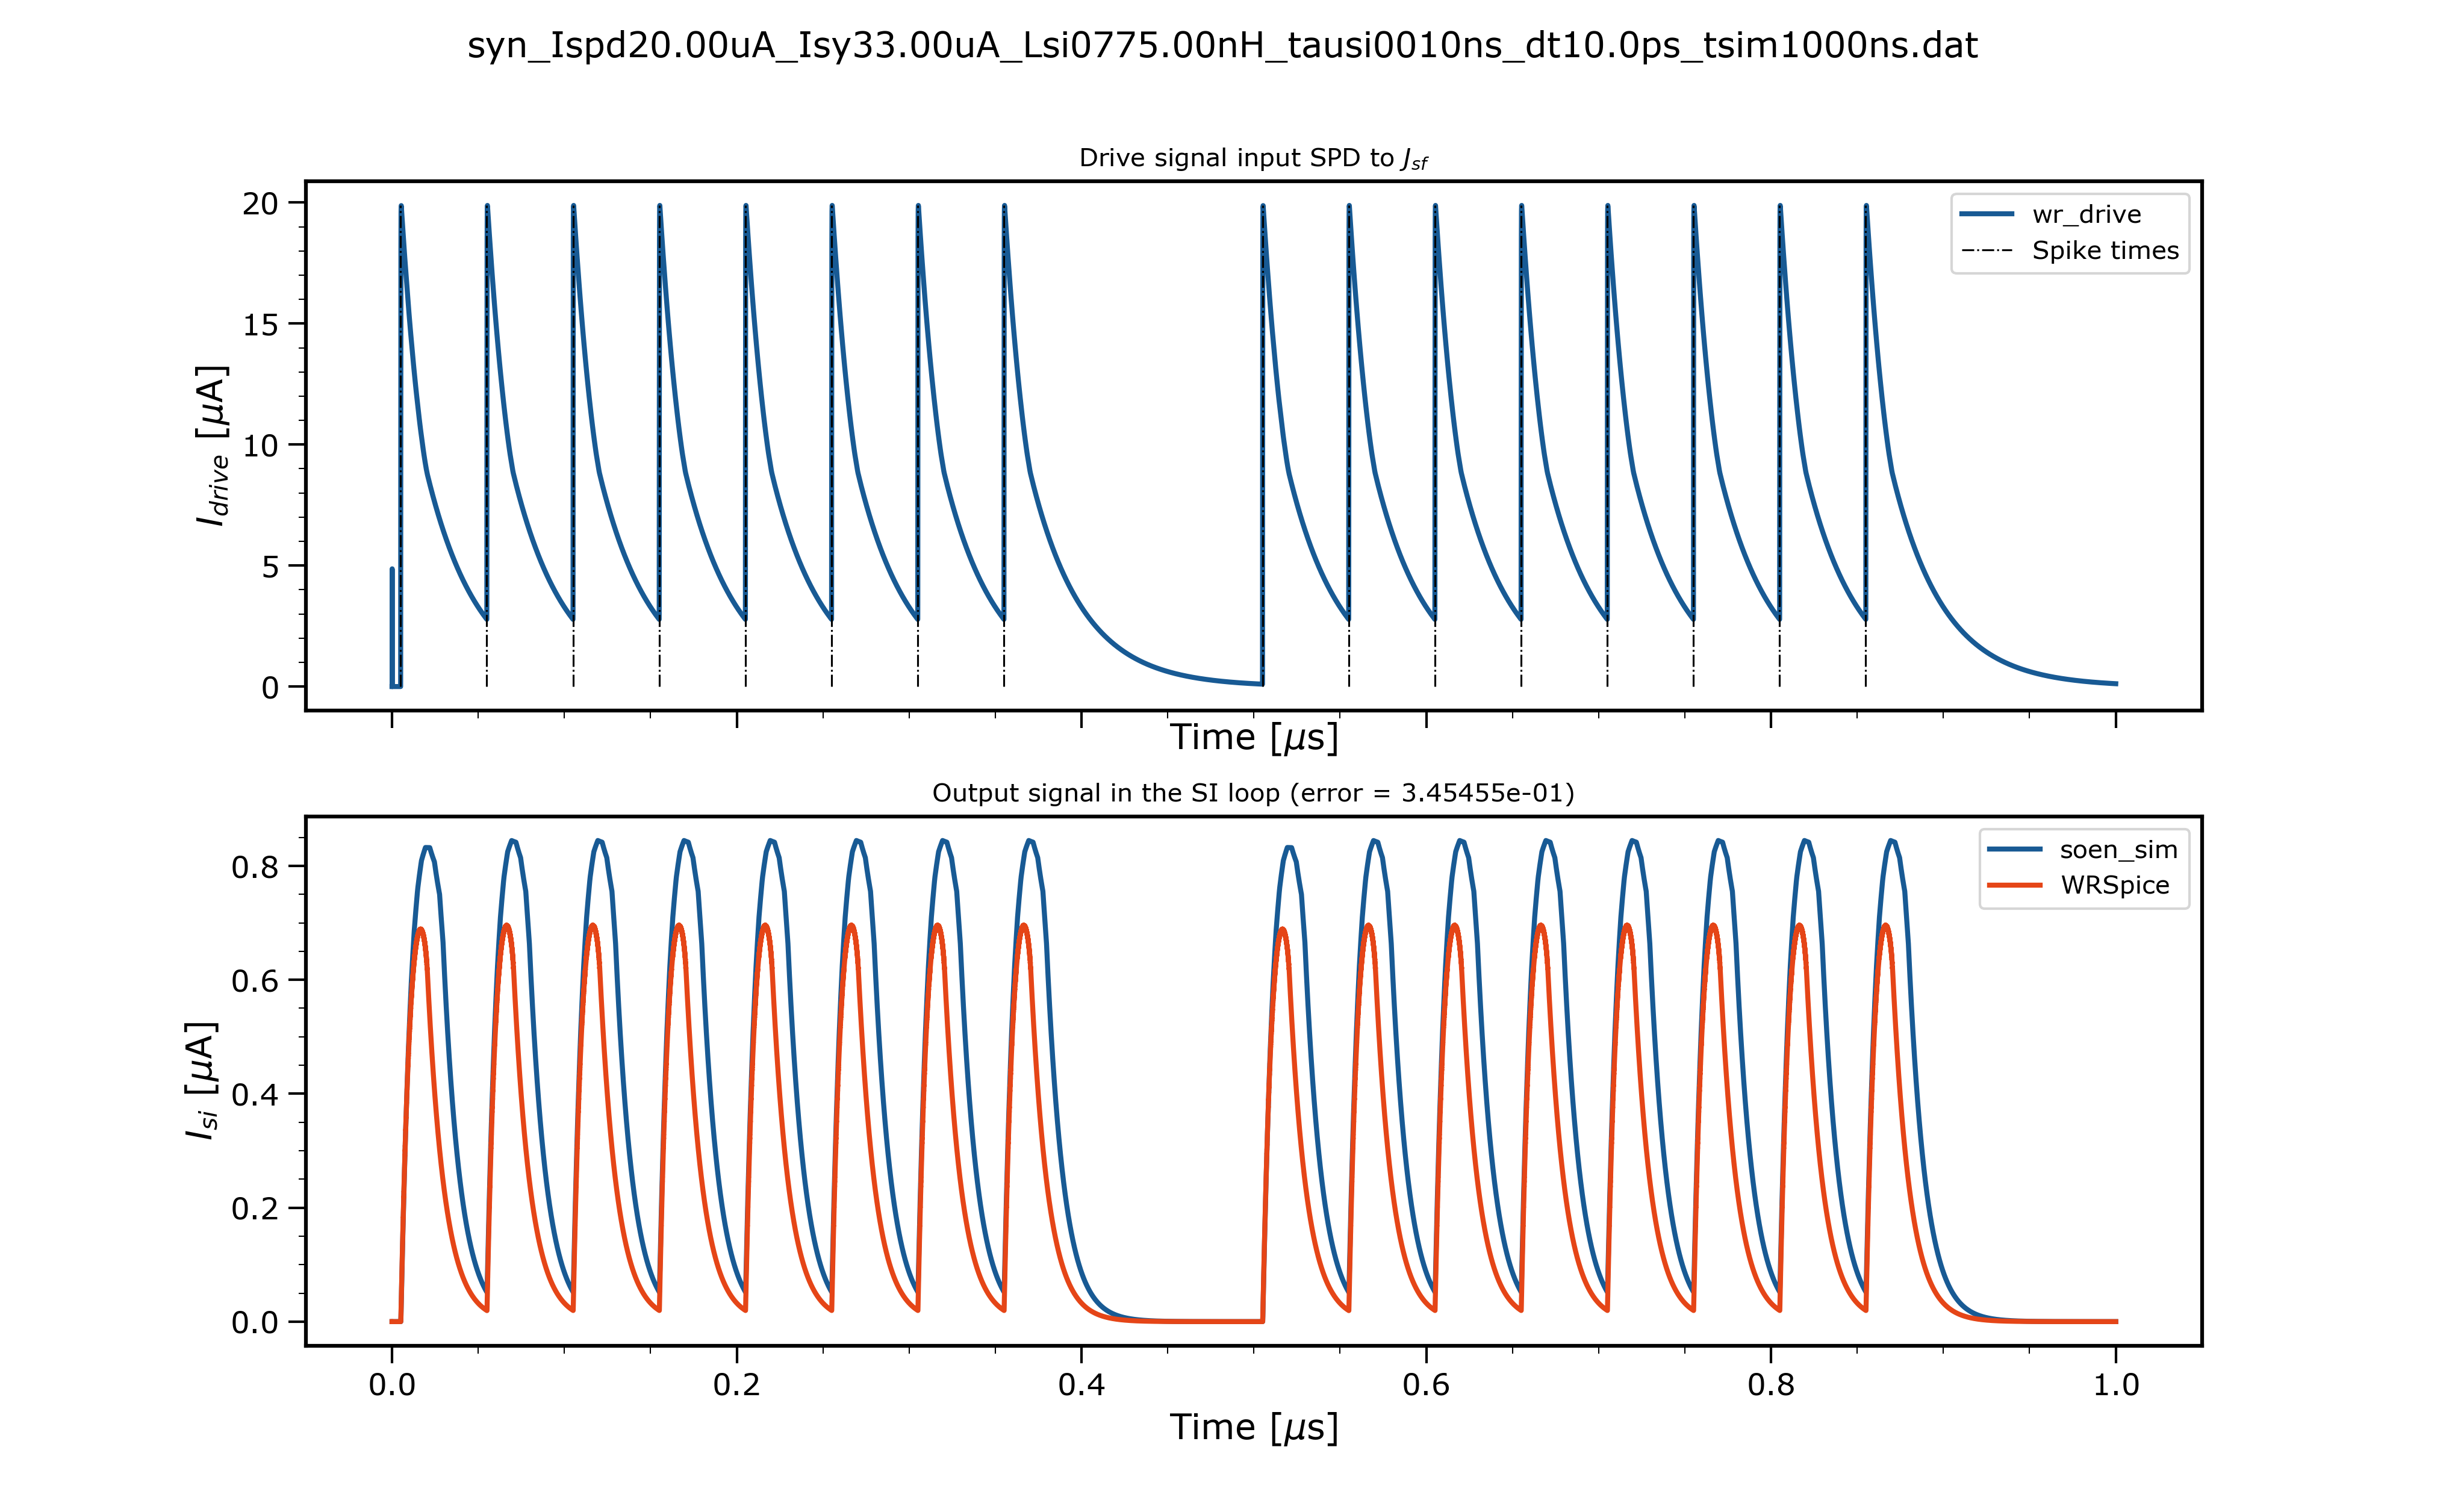 syn_Ispd20.00uA_Isy33.00uA_Lsi0775.00nH_tausi0010ns_dt10.0ps_tsim1000ns.dat
Drive signal input SPD to J_sf
I_drive [μA]
20
15
10
5
0
wr_drive
Spike times
Time [μs]
Output signal in the SI loop (error = 3.45455e-01)
I_si [μA]
0.8
0.6
0.4
0.2
0.0
soen_sim
WRSpice
0.0 0.2 0.4 0.6 0.8 1.0
Time [μs]